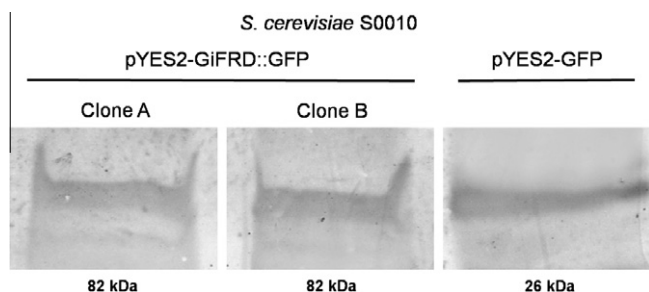 S. cerevisiae S0010
pYES2-GiFRD::GFP pYES2-GFP
Clone A Clone B
82 kDa 82 kDa 26 kDa